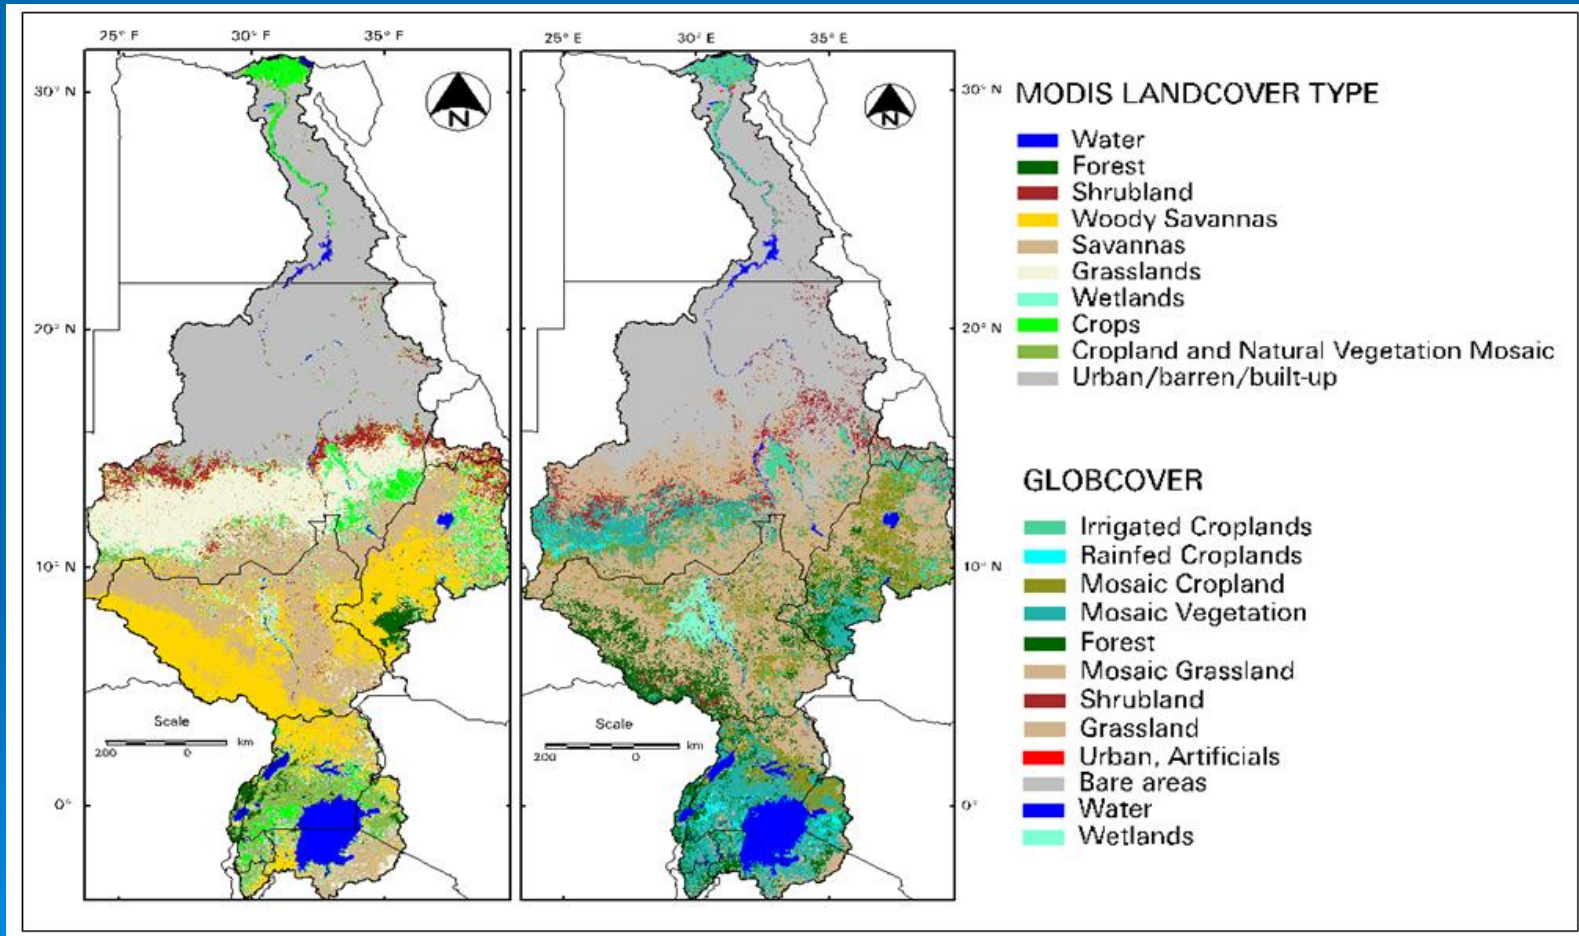 25° E 30° E 35° E
25° E 30° E 35° E
30° N
30° N
N
N
20° N
20° N
10° N
10° N
0°
0°
Scale
200 0 km
Scale
200 0 km
MODIS LANDCOVER TYPE
Water
Forest
Shrubland
Woody Savannas
Savannas
Grasslands
Wetlands
Crops
Cropland and Natural Vegetation Mosaic
Urban/barren/built-up
GLOBCOVER
Irrigated Croplands
Rainfed Croplands
Mosaic Cropland
Mosaic Vegetation
Forest
Mosaic Grassland
Shrubland
Grassland
Urban, Artificials
Bare areas
Water
Wetlands